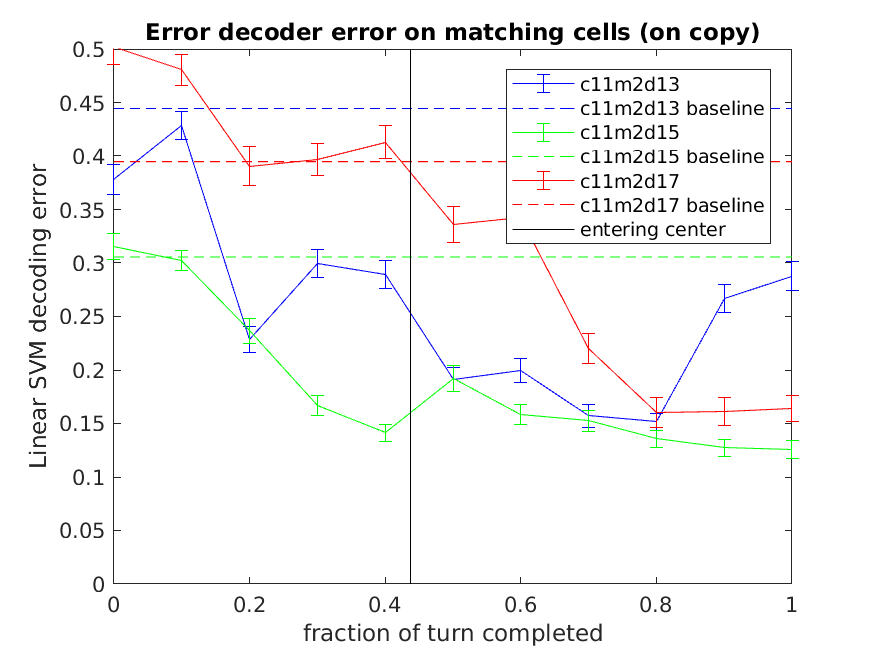 Error decoder error on matching cells (on copy)
0.5
0.45
0.4
0.35
0.3
0.25
0.2
0.15
0.1
0.05
0
Linear SVM decoding error
c11m2d13
c11m2d13 baseline
c11m2d15
c11m2d15 baseline
c11m2d17
c11m2d17 baseline
entering center
0 0.2 0.4 0.6 0.8 1
fraction of turn completed